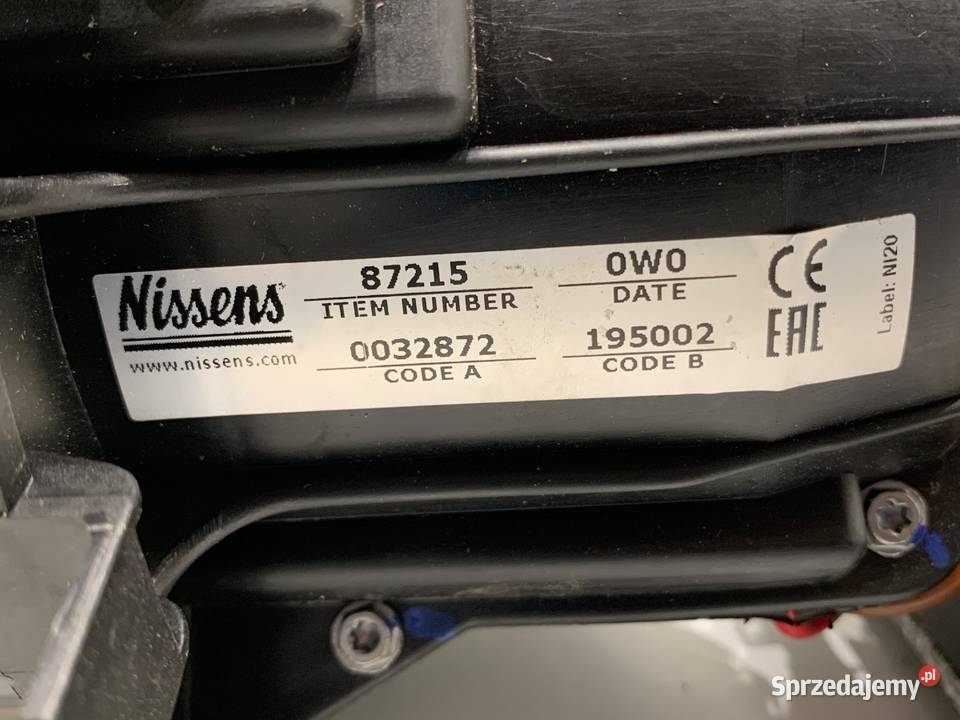 Nissens
www.nissens.com
87215
ITEM NUMBER
0032872
CODE A
0W0
DATE
195002
CODE B
CE
EAC
Label: NI20
Sprzedajemy.pl